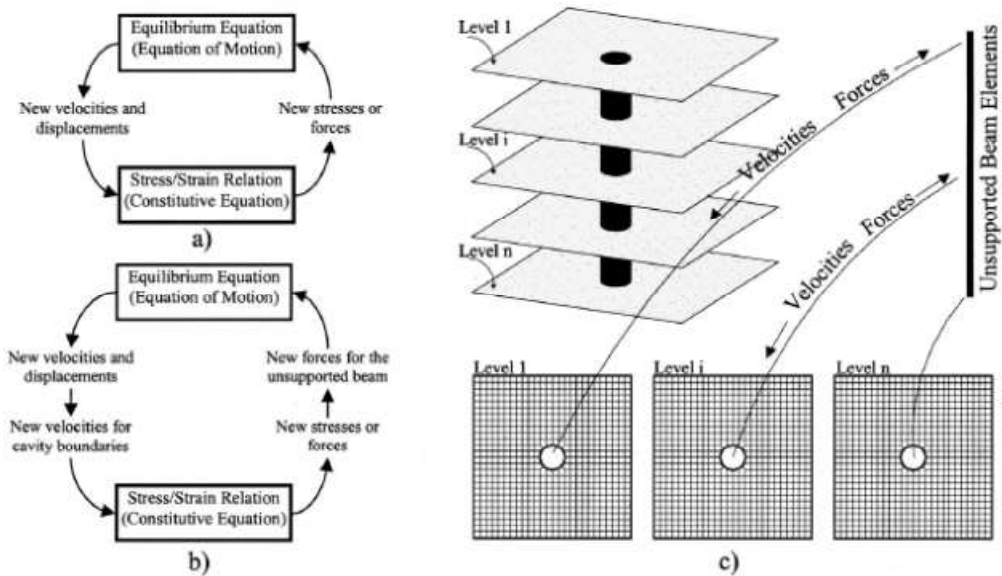 Equilibrium Equation
(Equation of Motion)
New velocities and
displacements
New stresses or
forces
Stress/Strain Relation
(Constitutive Equation)
a)
Equilibrium Equation
(Equation of Motion)
New velocities and
displacements
New forces for the
unsupported beam
New velocities for
cavity boundaries
New stresses or
forces
Stress/Strain Relation
(Constitutive Equation)
b)
Level 1
Level i
Level n
Velocities
Forces
Velocities
Forces
Unsupported Beam Elements
Level 1
Level i
Level n
c)